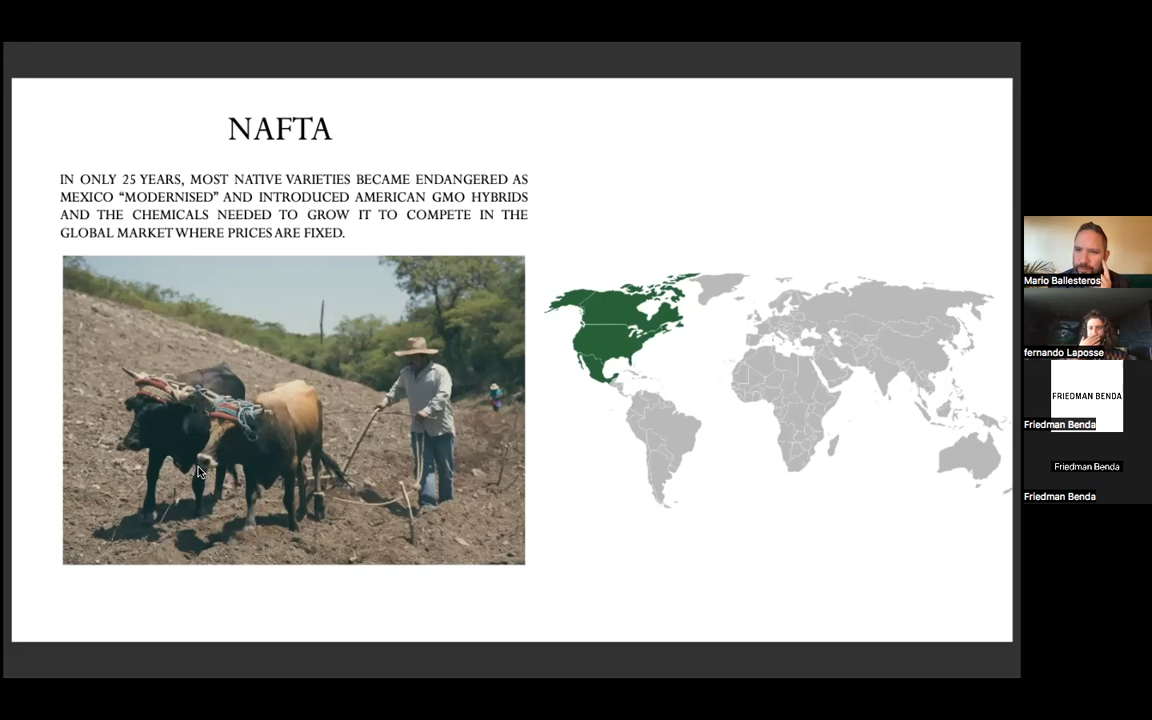 NAFTA
IN ONLY 25 YEARS, MOST NATIVE VARIETIES BECAME ENDANGERED AS
MEXICO “MODERNISED” AND INTRODUCED AMERICAN GMO HYBRIDS
AND THE CHEMICALS NEEDED TO GROW IT TO COMPETE IN THE
GLOBAL MARKET WHERE PRICES ARE FIXED.
Mario Ballesteros
fernando Laposse
FRIEDMAN BENDA
Friedman Benda
Friedman Benda
Friedman Benda